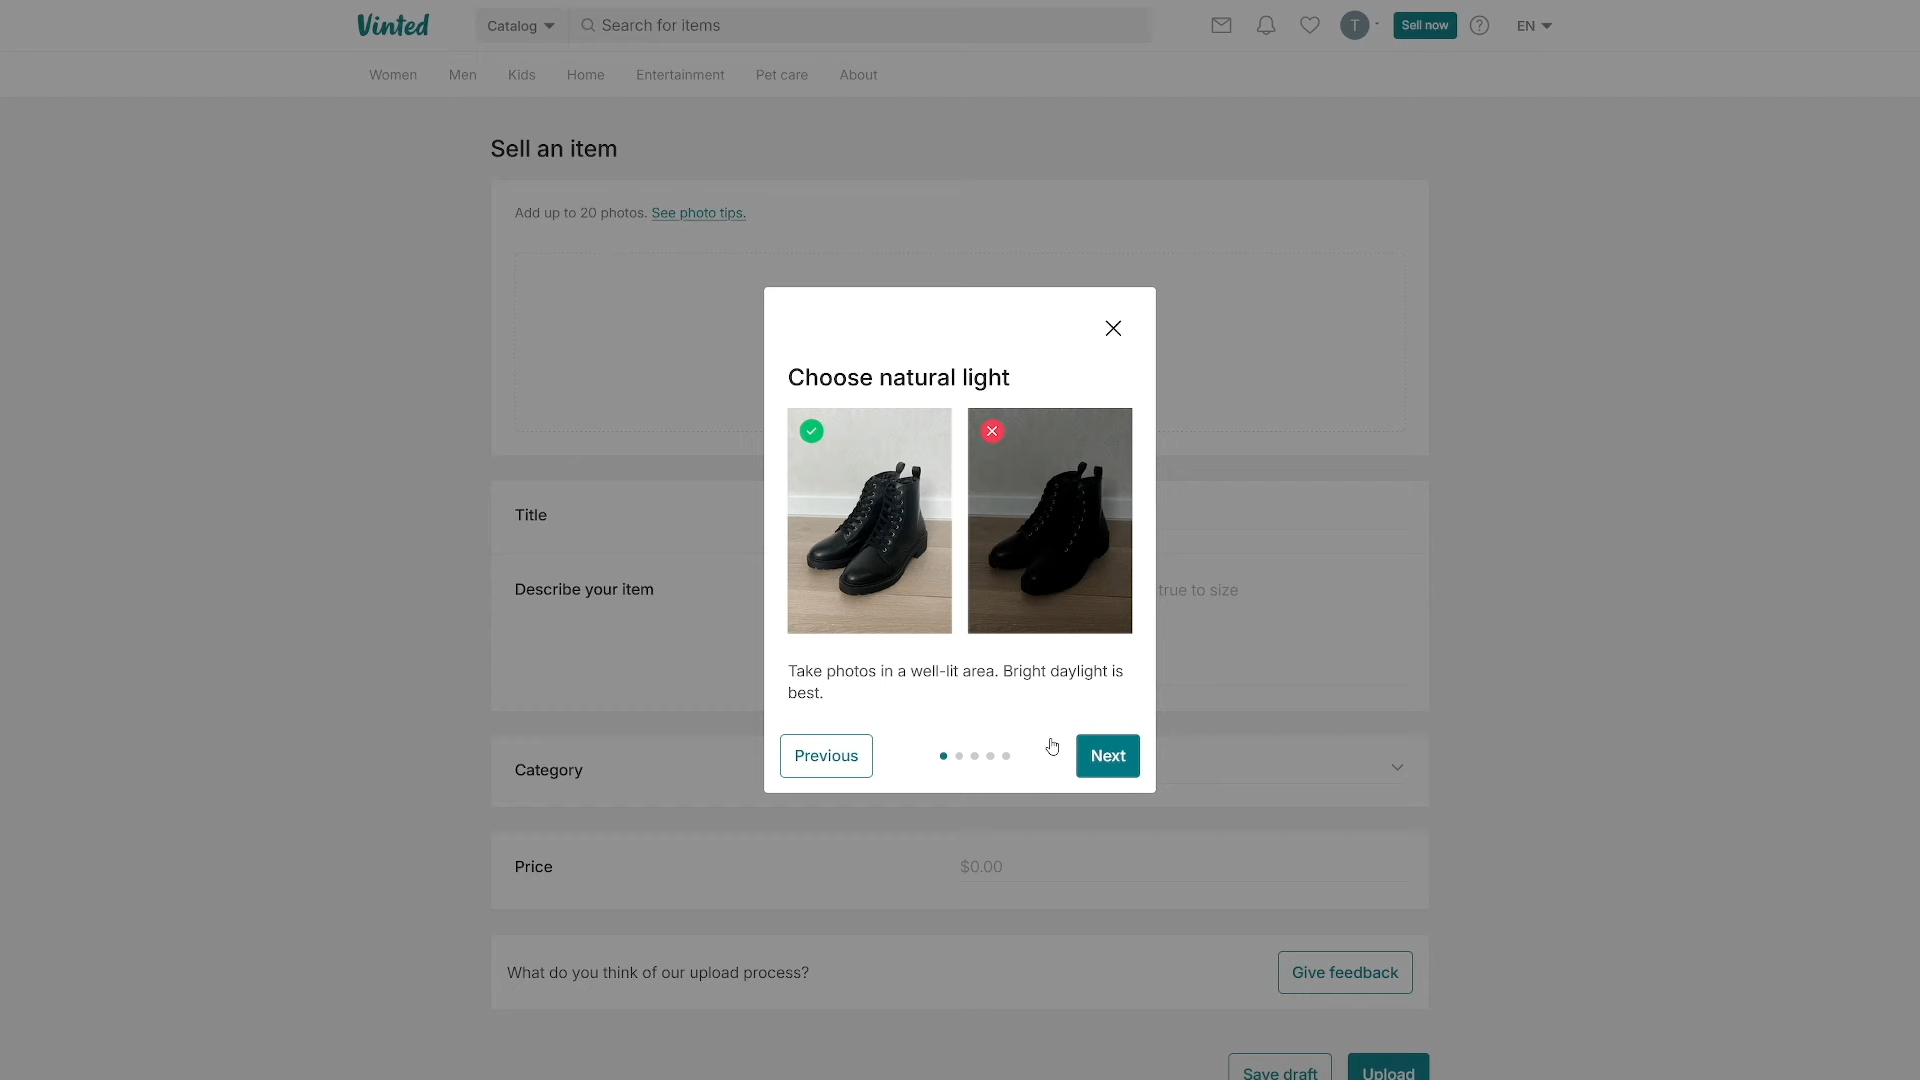 Vinted
Catalog
Search for items
T
Sell now
?
EN
Women
Men
Kids
Home
Entertainment
Pet care
About
Sell an item
Add up to 20 photos. See photo tips.
Choose natural light
Take photos in a well-lit area. Bright daylight is
best.
Previous
Next
Title
Describe your item
true to size
Category
Price
$0.00
What do you think of our upload process?
Give feedback
Save draft
Upload